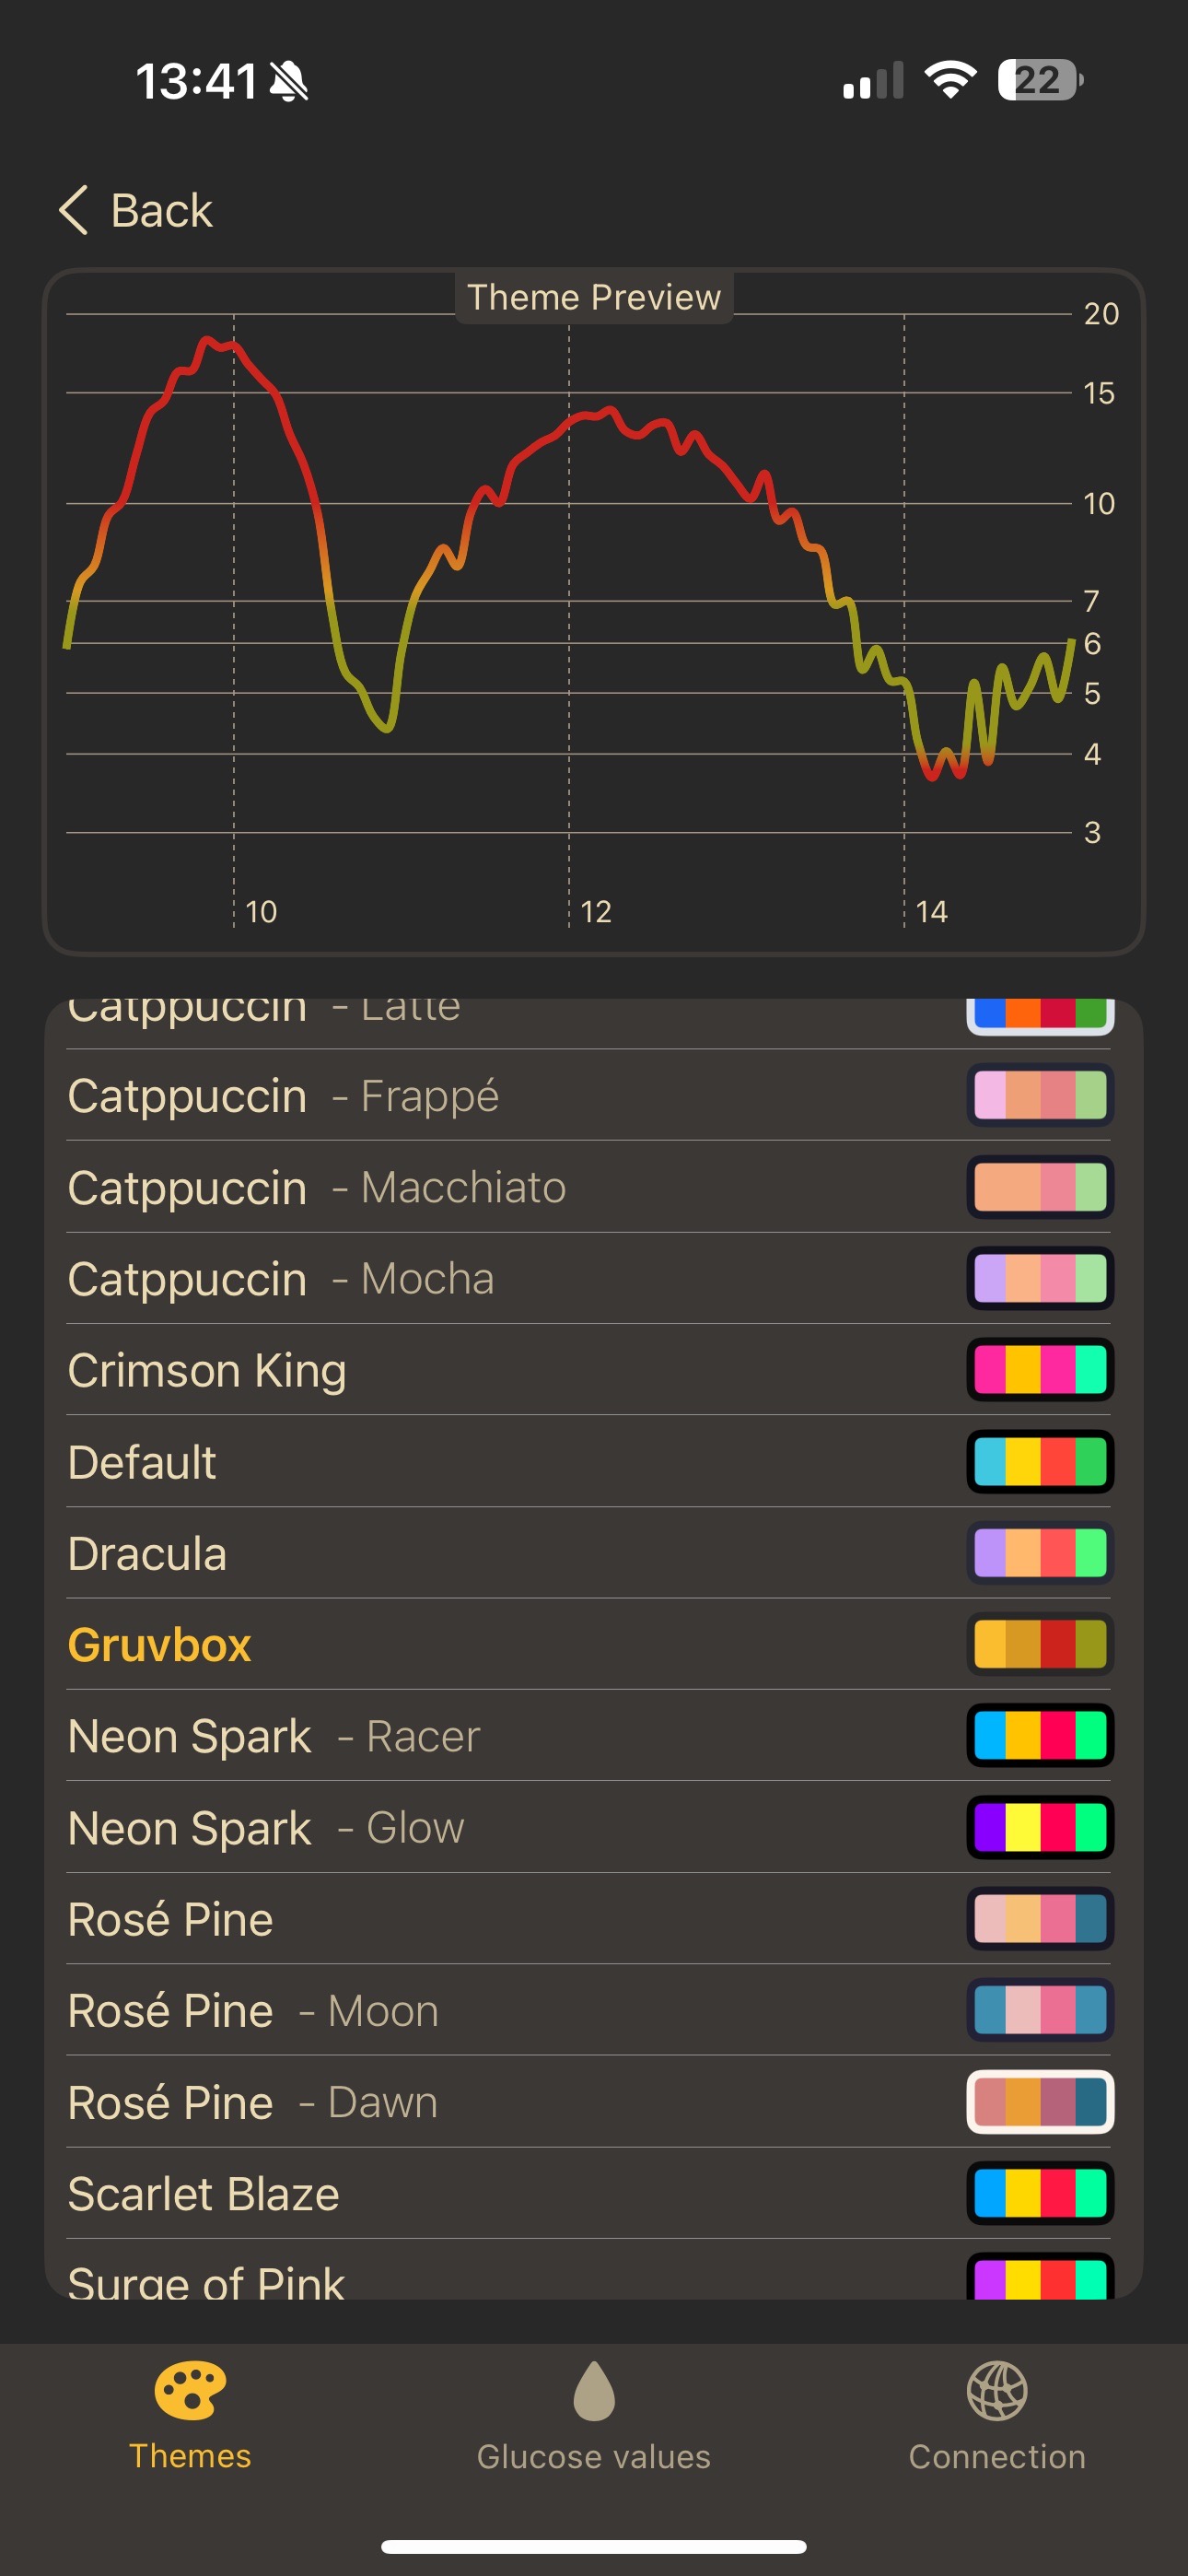 13:41
22
Back
Theme Preview
20
15
10
7
6
5
4
3
10 12 14
Catppuccin - Latte
Catppuccin - Frappé
Catppuccin - Macchiato
Catppuccin - Mocha
Crimson King
Default
Dracula
Gruvbox
Neon Spark - Racer
Neon Spark - Glow
Rosé Pine
Rosé Pine - Moon
Rosé Pine - Dawn
Scarlet Blaze
Surge of Pink
Themes Glucose values Connection